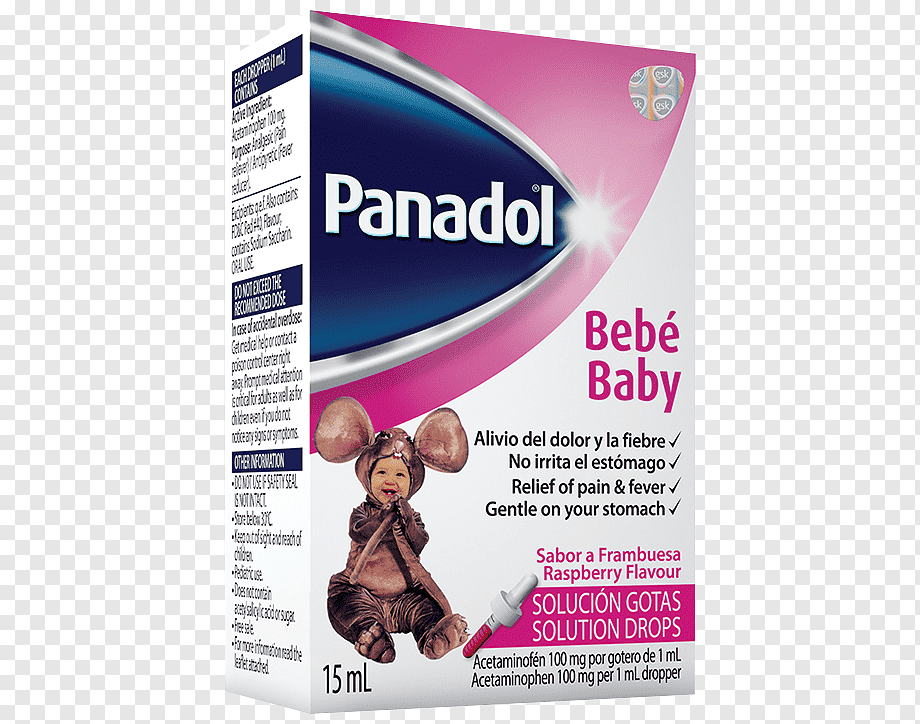 EACH DROPPER (1 mL)
CONTAINS
Active Ingredient:
Acetaminophen 100 mg.
Purpose: Analgesic (Pain
reliever) / Antipyretic (Fever
reducer).
Excipients: q.s.f. Also contains
FD&C Red #40, Flavour,
contains Sodium Saccharin.
ORAL USE.
DO NOT EXCEED THE
RECOMMENDED DOSE
In case of accidental overdose:
Get medical help or contact a
poison control center right
away. Prompt medical attention
is critical for adults as well as for
children even if you do not
notice any signs or symptoms.
OTHER INFORMATION
• DO NOT USE IF SAFETY SEAL
IS NOT INTACT.
• Store below 30°C.
• Keep out of sight and reach of
children.
• Pediatric use.
• Does not contain
acetylsalicylic acid or sugar.
• Free sale.
• For more information read the
leaflet attached.
gsk
gsk
Panadol®
Bebé
Baby
Alivio del dolor y la fiebre ✓
No irrita el estómago ✓
Relief of pain & fever ✓
Gentle on your stomach ✓
Sabor a Frambuesa
Raspberry Flavour
SOLUCIÓN GOTAS
SOLUTION DROPS
Acetaminofén 100 mg por gotero de 1 mL
Acetaminophen 100 mg per 1 mL dropper
15 mL